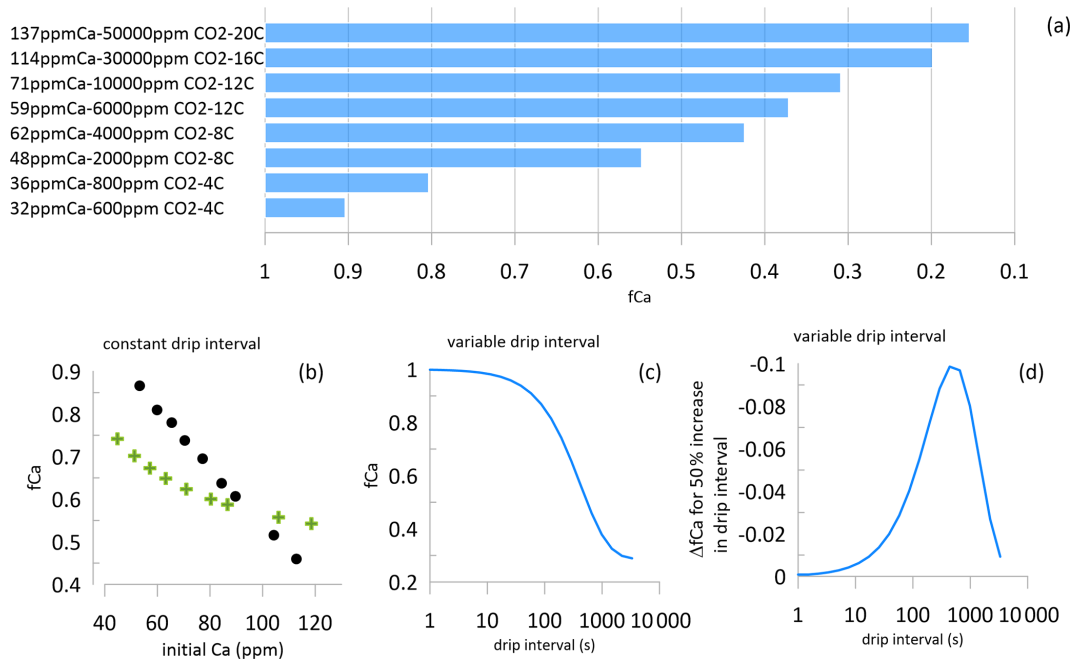 (a)
137ppmCa-50000ppm CO2-20C
114ppmCa-30000ppm CO2-16C
71ppmCa-10000ppm CO2-12C
59ppmCa-6000ppm CO2-12C
62ppmCa-4000ppm CO2-8C
48ppmCa-2000ppm CO2-8C
36ppmCa-800ppm CO2-4C
32ppmCa-600ppm CO2-4C
1 0.9 0.8 0.7 0.6 0.5 0.4 0.3 0.2 0.1
fCa
constant drip interval
(b)
fCa
0.9
0.8
0.7
0.6
0.5
0.4
40 60 80 100 120
initial Ca (ppm)
variable drip interval
(c)
fCa
1
0.8
0.6
0.4
0.2
1 10 100 1000 10000
drip interval (s)
variable drip interval
(d)
ΔfCa for 50% increase
in drip interval
-0.1
-0.08
-0.06
-0.04
-0.02
0
1 10 100 1000 10000
drip interval (s)